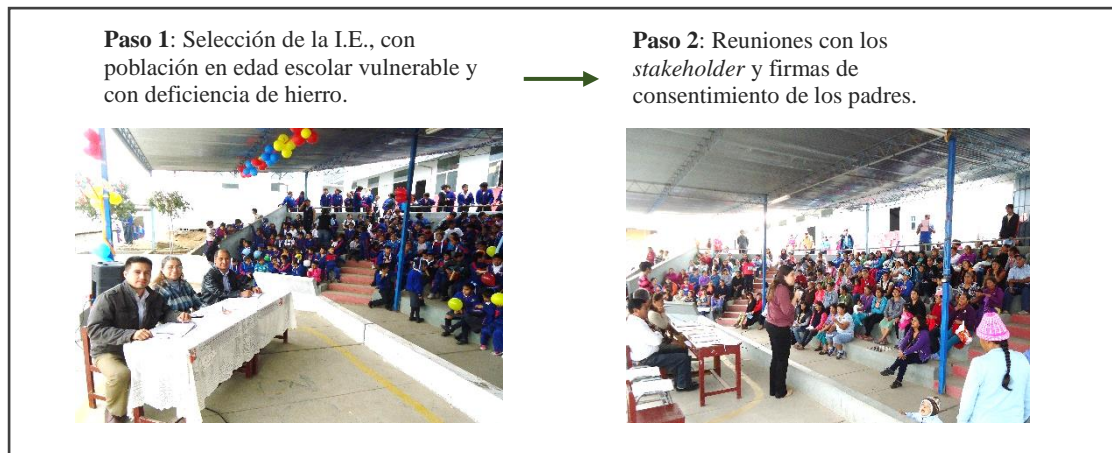 Paso 1: Selección de la I.E., con
población en edad escolar vulnerable y
con deficiencia de hierro.
Paso 2: Reuniones con los
stakeholder y firmas de
consentimiento de los padres.